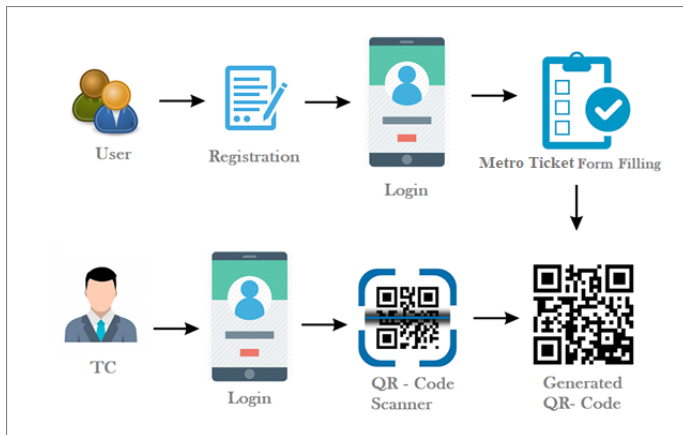 User
Registration
Login
Metro Ticket Form Filling
TC
Login
QR - Code
Scanner
Generated
QR- Code